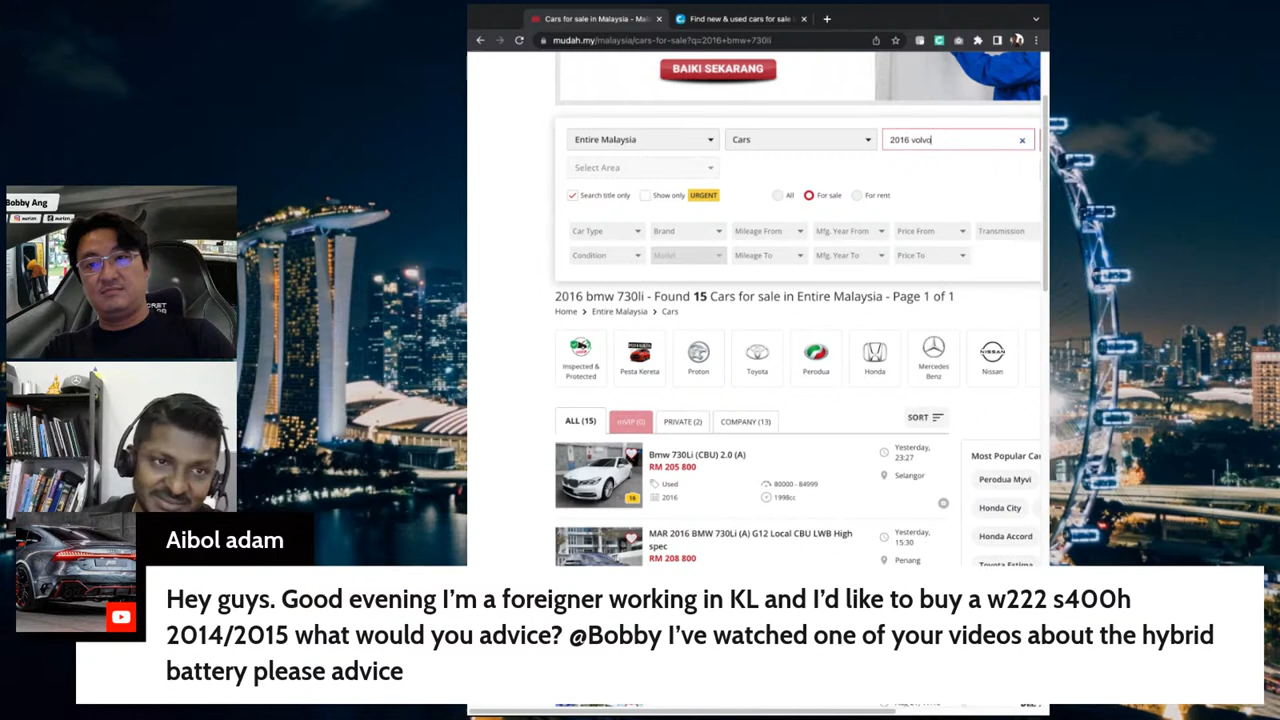 Cars for sale in Malaysia - Mala
Find new & used cars for sale i
mudah.my/malaysia/cars-for-sale?q=2016+bmw+730li
BAIKI SEKARANG
Entire Malaysia
Cars
2016 volvo
Select Area
Search title only
Show only URGENT
All
For sale
For rent
Car Type
Brand
Mileage From
Mfg. Year From
Price From
Transmission
Condition
Model
Mileage To
Mfg. Year To
Price To
2016 bmw 730li - Found 15 Cars for sale in Entire Malaysia - Page 1 of 1
Home > Entire Malaysia > Cars
Inspected &
Protected
Pesta Kereta
Proton
Toyota
Perodua
Honda
Mercedes
Benz
Nissan
ALL (15)
mVIP (0)
PRIVATE (2)
COMPANY (13)
SORT
Bmw 730Li (CBU) 2.0 (A)
RM 205 800
Used
80000 - 84999
2016
1998cc
16
Yesterday,
23:27
Selangor
MAR 2016 BMW 730Li (A) G12 Local CBU LWB High
spec
RM 208 800
Yesterday,
15:30
Penang
Most Popular Car
Perodua Myvi
Honda City
Honda Accord
Toyota Estima
Bobby Ang
Aibol adam
Hey guys. Good evening I'm a foreigner working in KL and I'd like to buy a w222 s400h
2014/2015 what would you advice? @Bobby I've watched one of your videos about the hybrid
battery please advice